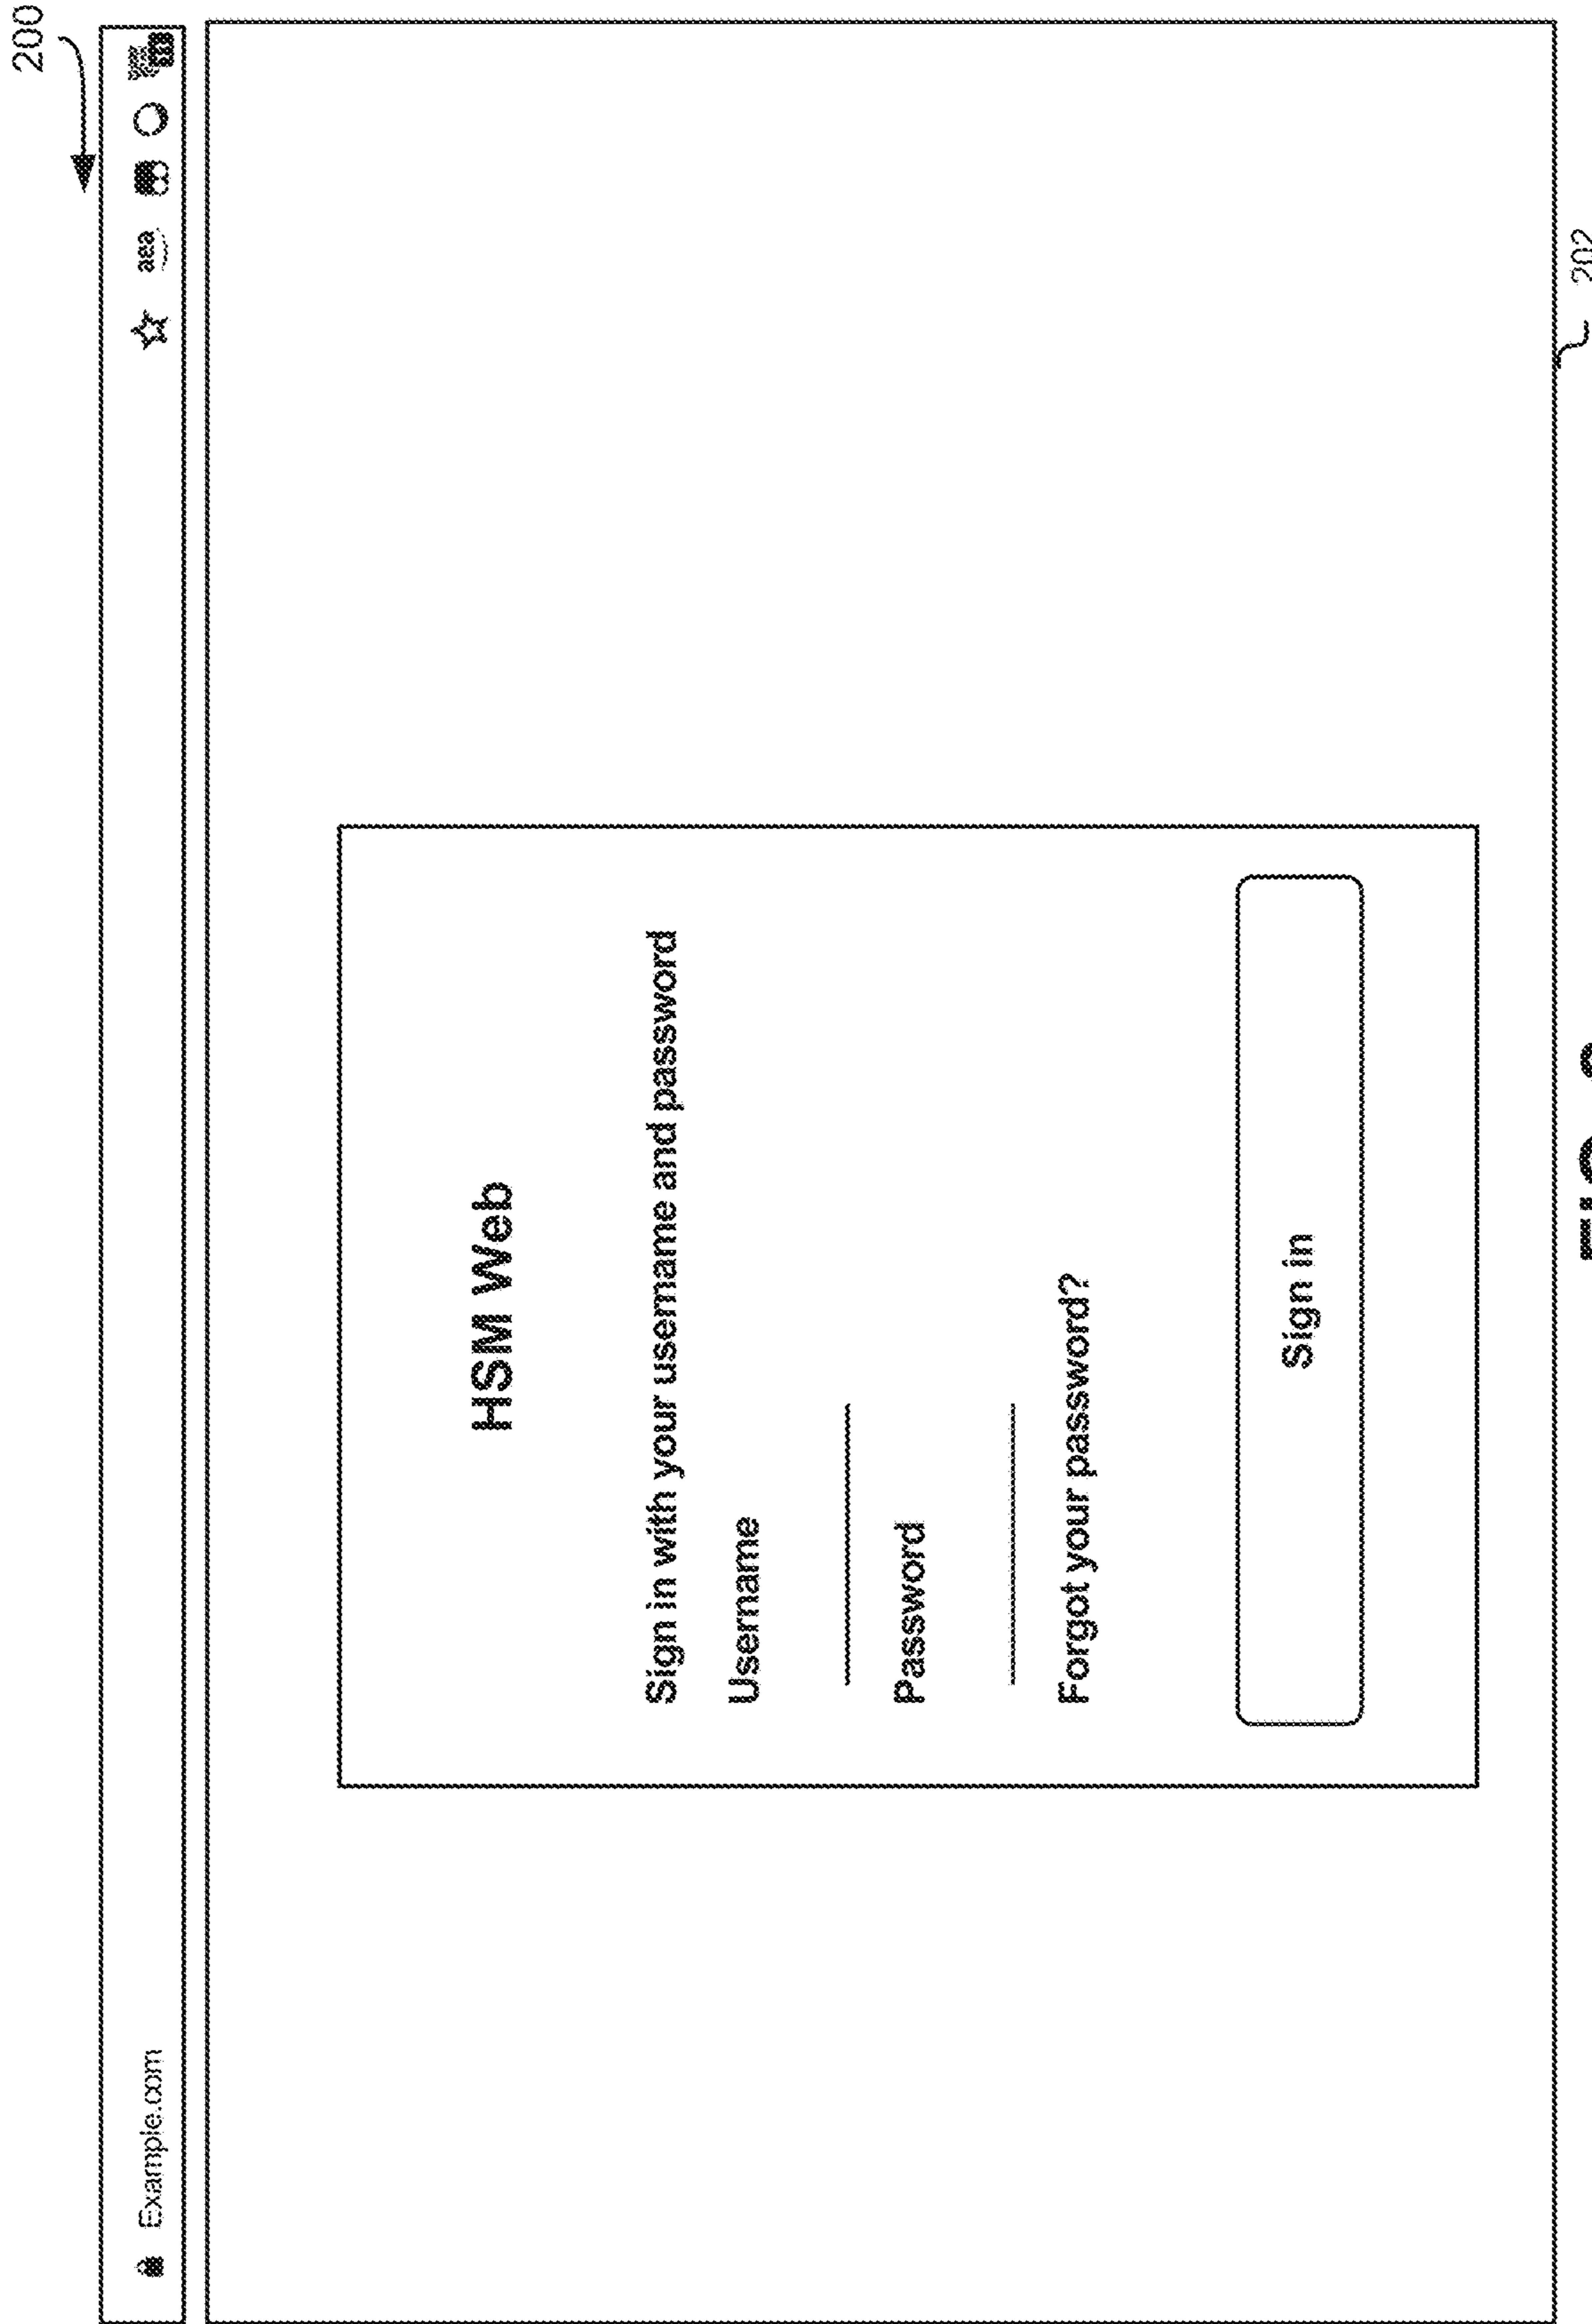 200
Example.com
HSM Web
Sign in with your username and password
Username
Password
Forgot your password?
Sign in
202